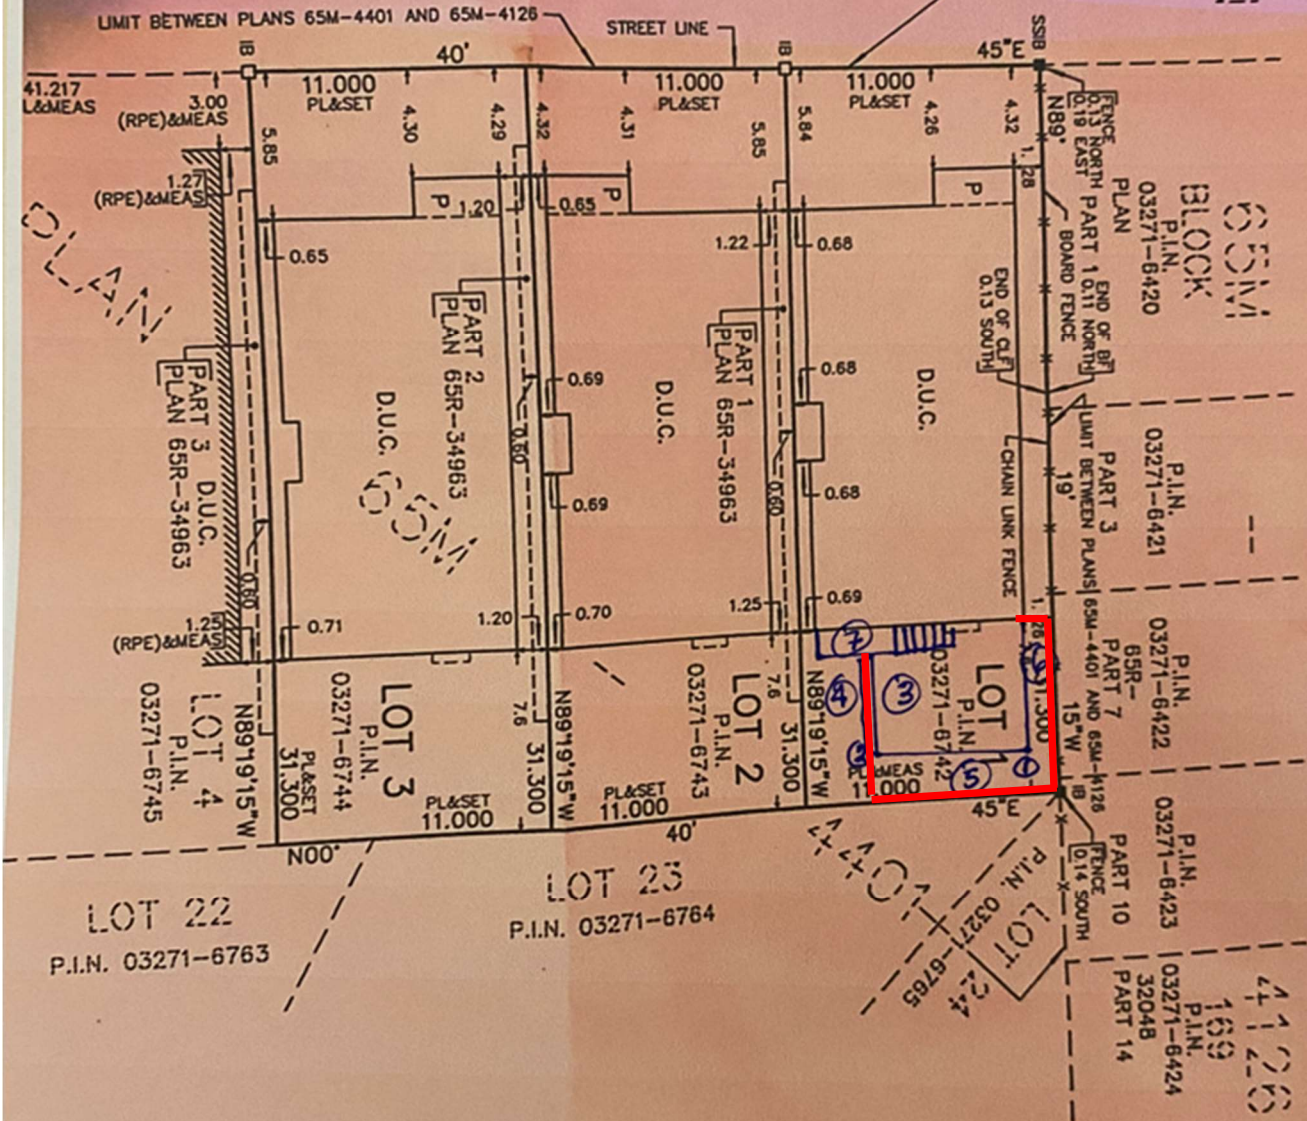 LIMIT BETWEEN PLANS 65M-4401 AND 65M-4126
STREET LINE
IB
IB
SSIB
40'
45"E
41.217
L&MEAS
3.00
(RPE)&MEAS
11.000
PL&SET
11.000
PL&SET
11.000
PL&SET
5.85
4.30
4.29
4.32
4.31
5.85
5.84
4.26
4.32
N89°
1.28
FENCE
0.13 NORTH
0.19 EAST
PART 1
PLAN
03271-6420
P.I.N.
BLOCK
65M
1.27
(RPE)&MEAS
P
1.20
0.65
P
P
0.65
1.22
0.68
BOARD FENCE
END OF BF
0.11 NORTH
END OF CLF
0.13 SOUTH
PLAN
PART 3
PLAN 65R-34963
D.U.C.
PART 2
PLAN 65R-34963
D.U.C.
PART 1
PLAN 65R-34963
D.U.C.
D.U.C.
0.69
0.68
0.60
0.69
0.60
0.68
65M
CHAIN LINK FENCE
19'
LIMIT BETWEEN PLANS 65M-4401 AND 65M-4126
PART 3
03271-6421
P.I.N.
0.60
1.25
(RPE)&MEAS
0.71
1.20
0.70
1.25
0.69
7
3
4
5
LOT 4
P.I.N.
03271-6745
N89°19'15"W
PL&SET
31.300
LOT 3
P.I.N.
03271-6744
7.6
31.300
N89°19'15"W
LOT 2
P.I.N.
03271-6743
7.6
31.300
N89°19'15"W
LOT 1
P.I.N.
03271-6742
31.300
15"W
PART 7
65R-
03271-6422
P.I.N.
PL&SET
11.000
PL&SET
11.000
PL&MEAS
11.000
N00°
40'
45"E
IB
FENCE
0.14 SOUTH
PART 10
03271-6423
P.I.N.
LOT 22
P.I.N. 03271-6763
LOT 23
P.I.N. 03271-6764
LOT
24
P.I.N. 03271-6765
PART 14
32048
03271-6424
P.I.N.
169
4126